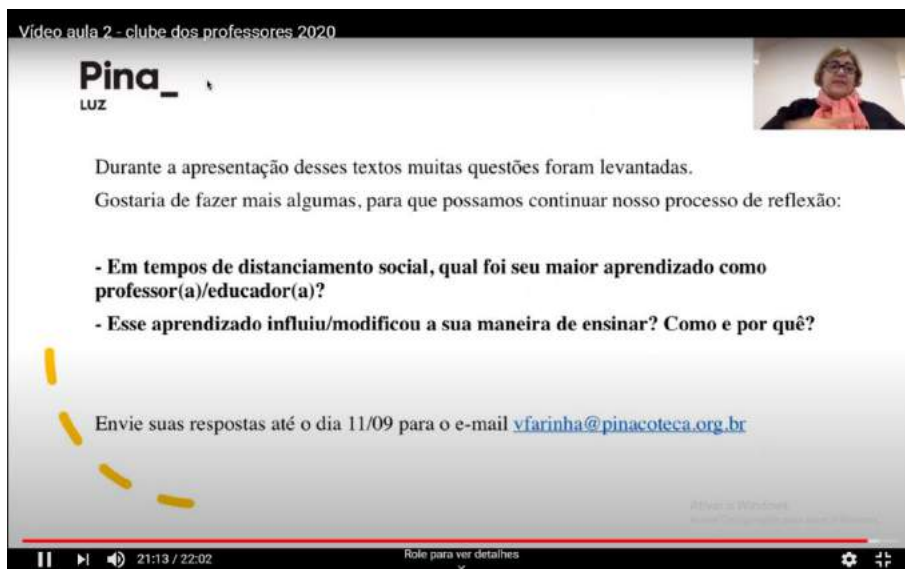 Vídeo aula 2 - clube dos professores 2020
Pina_
LUZ
Durante a apresentação desses textos muitas questões foram levantadas.
Gostaria de fazer mais algumas, para que possamos continuar nosso processo de reflexão:
- Em tempos de distanciamento social, qual foi seu maior aprendizado como
professor(a)/educador(a)?
- Esse aprendizado influiu/modificou a sua maneira de ensinar? Como e por quê?
Envie suas respostas até o dia 11/09 para o e-mail vfarinha@pinacoteca.org.br
Ativar o Windows
21:13 / 22:02
Role para ver detalhes